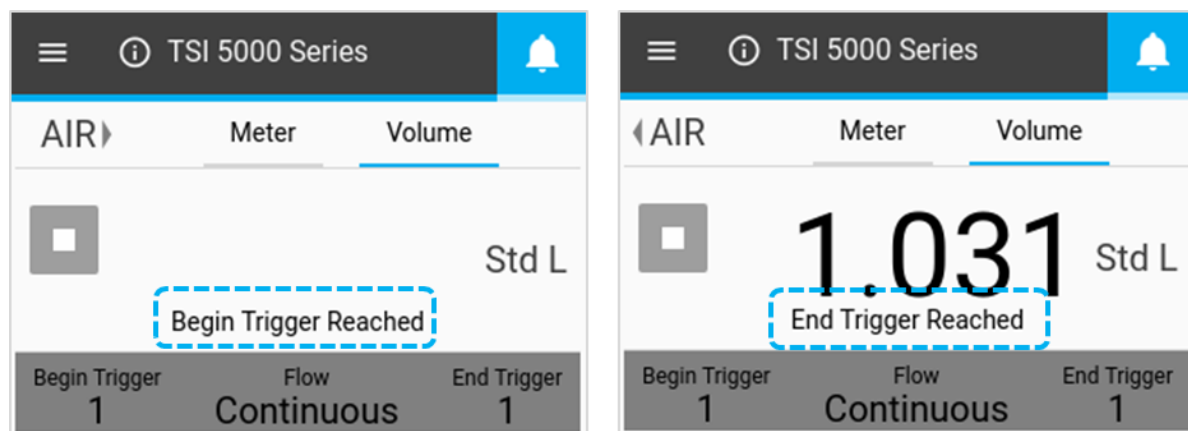 TSI 5000 Series
AIR Meter Volume
Std L
Begin Trigger Reached
Begin Trigger Flow End Trigger
1 Continuous 1
TSI 5000 Series
AIR Meter Volume
1.031 Std L
End Trigger Reached
Begin Trigger Flow End Trigger
1 Continuous 1